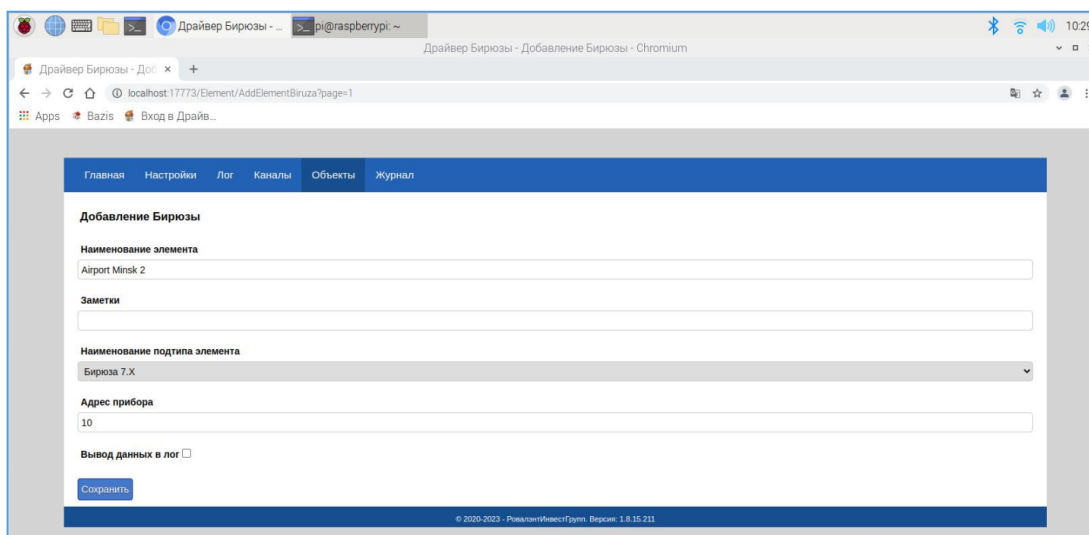 Драйвер Бирюзы - ...
pi@raspberrypi: ~
10:29
Драйвер Бирюзы - Добавление Бирюзы - Chromium
Драйвер Бирюзы - Доб
localhost:17773/Element/AddElementBiruza?page=1
Apps Bazis Вход в Драйв...
Главная Настройки Лог Каналы Объекты Журнал
Добавление Бирюзы
Наименование элемента
Airport Minsk 2
Заметки
Наименование подтипа элемента
Бирюза 7.X
Адрес прибора
10
Вывод данных в лог
Сохранить
© 2020-2023 - РовалэнтИнвестГрупп. Версия: 1.8.15.211